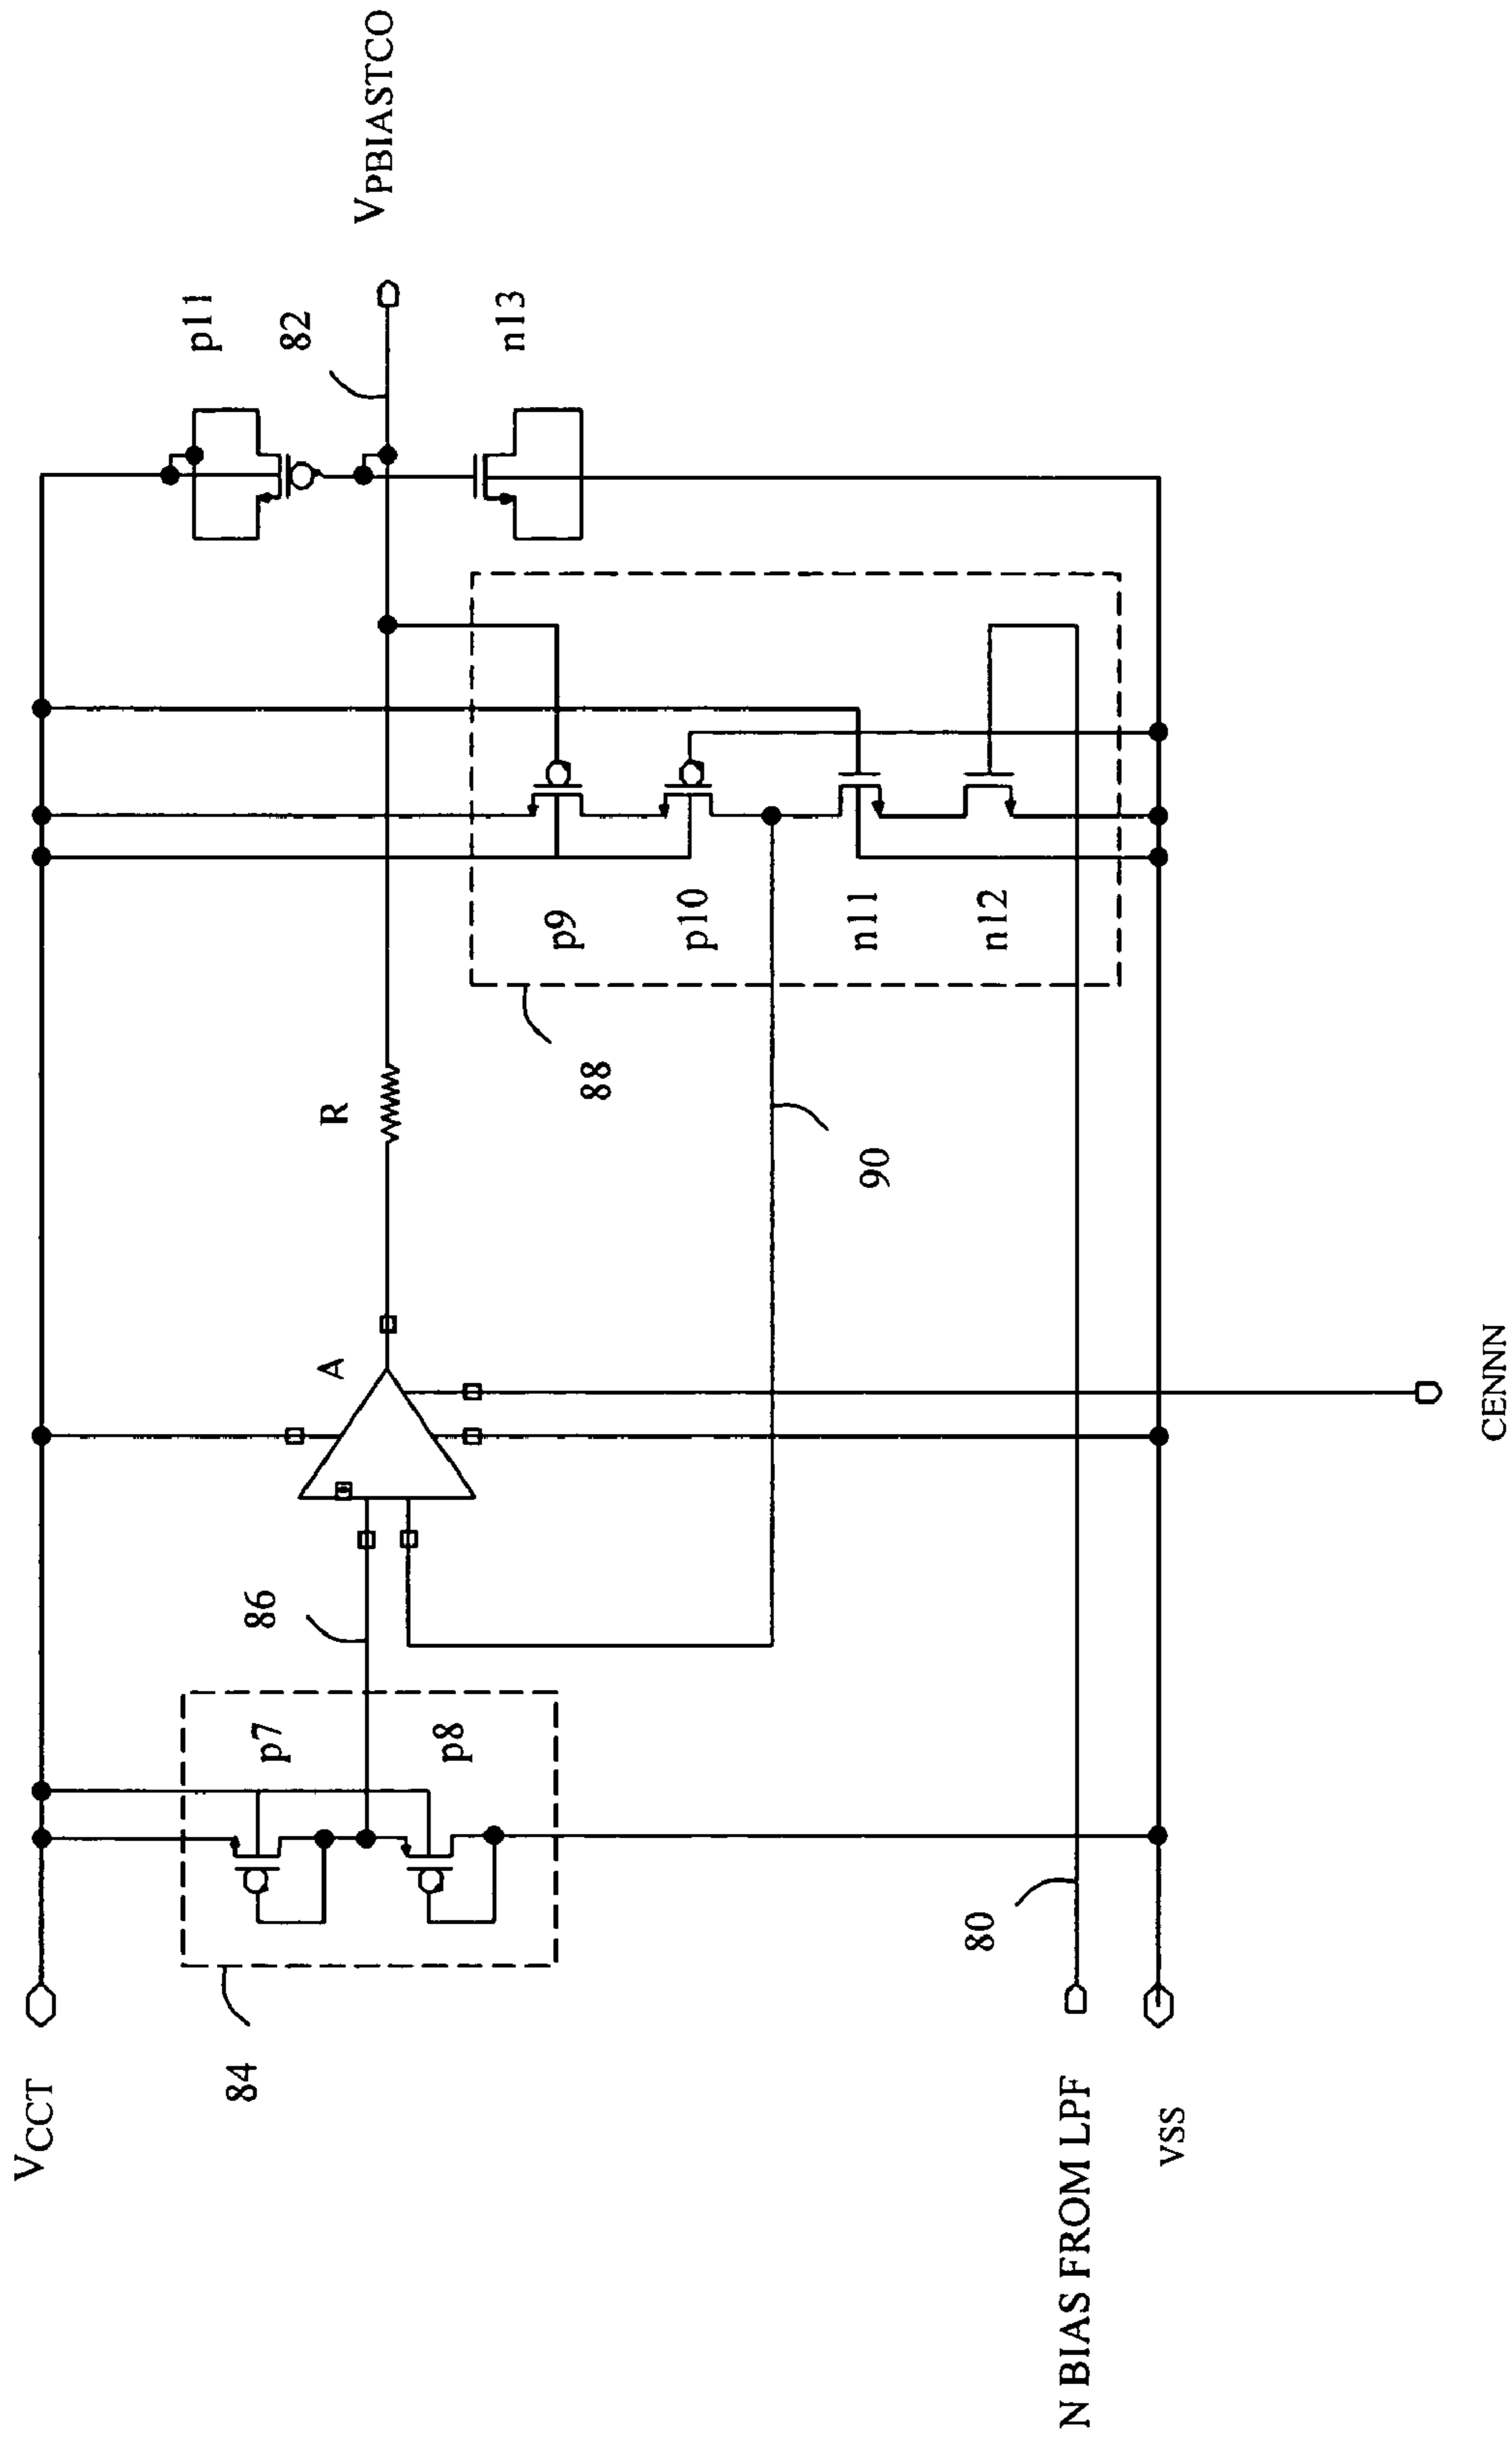 VCCT
84
p7
p8
86
A
R
88
90
p9
p10
n11
n12
p11
82
n13
VPBIASTCO
80
N BIAS FROM LPF
VSS
CENNN